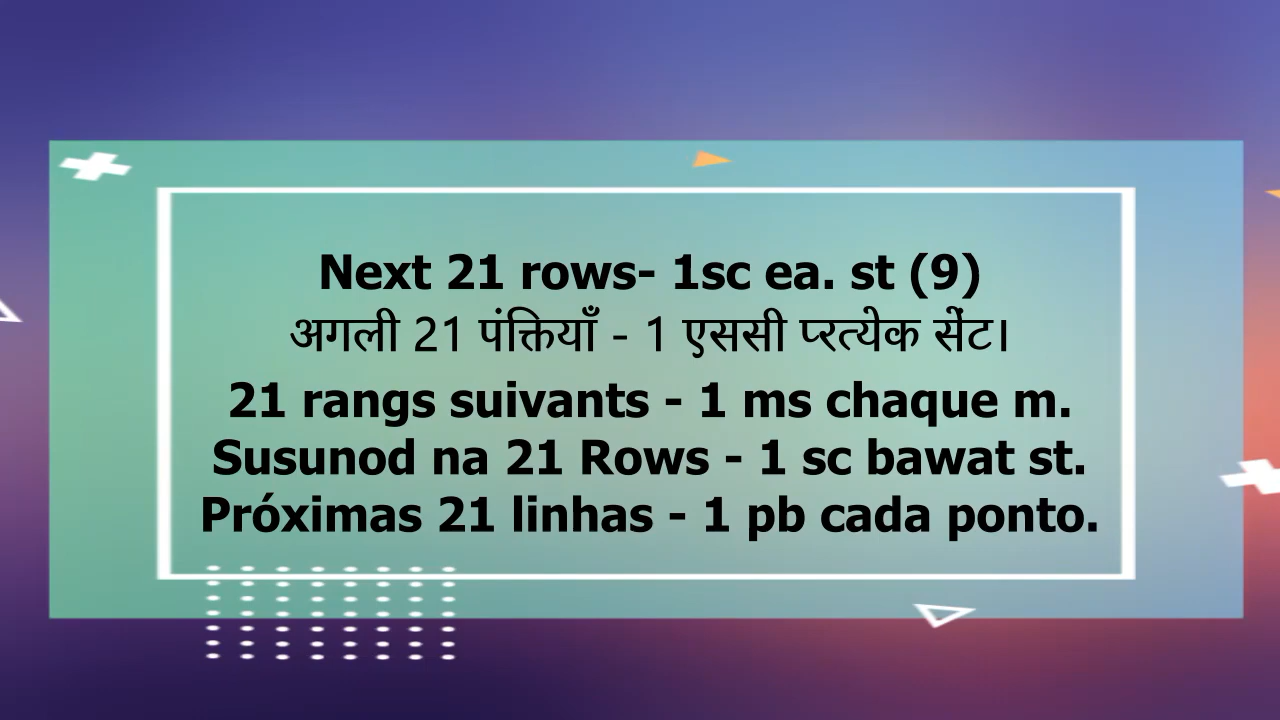 Next 21 rows- 1sc ea. st (9)
अगली 21 पंक्तियाँ - 1 एससी प्रत्येक सेंट।
21 rangs suivants - 1 ms chaque m.
Susunod na 21 Rows - 1 sc bawat st.
Próximas 21 linhas - 1 pb cada ponto.